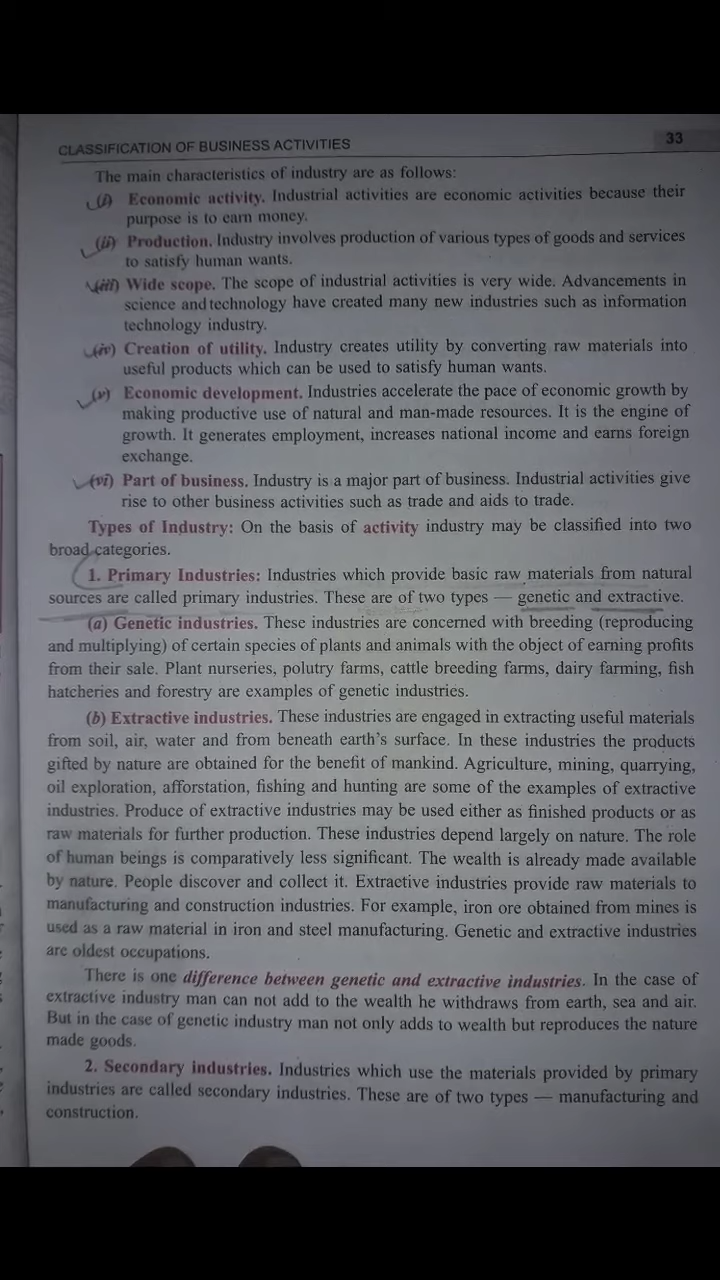 CLASSIFICATION OF BUSINESS ACTIVITIES 33
The main characteristics of industry are as follows:
(i) Economic activity. Industrial activities are economic activities because their
purpose is to earn money.
(ii) Production. Industry involves production of various types of goods and services
to satisfy human wants.
(iii) Wide scope. The scope of industrial activities is very wide. Advancements in
science and technology have created many new industries such as information
technology industry.
(iv) Creation of utility. Industry creates utility by converting raw materials into
useful products which can be used to satisfy human wants.
(v) Economic development. Industries accelerate the pace of economic growth by
making productive use of natural and man-made resources. It is the engine of
growth. It generates employment, increases national income and earns foreign
exchange.
(vi) Part of business. Industry is a major part of business. Industrial activities give
rise to other business activities such as trade and aids to trade.
Types of Industry: On the basis of activity industry may be classified into two
broad categories.
1. Primary Industries: Industries which provide basic raw materials from natural
sources are called primary industries. These are of two types — genetic and extractive.
(a) Genetic industries. These industries are concerned with breeding (reproducing
and multiplying) of certain species of plants and animals with the object of earning profits
from their sale. Plant nurseries, polutry farms, cattle breeding farms, dairy farming, fish
hatcheries and forestry are examples of genetic industries.
(b) Extractive industries. These industries are engaged in extracting useful materials
from soil, air, water and from beneath earth's surface. In these industries the products
gifted by nature are obtained for the benefit of mankind. Agriculture, mining, quarrying,
oil exploration, afforstation, fishing and hunting are some of the examples of extractive
industries. Produce of extractive industries may be used either as finished products or as
raw materials for further production. These industries depend largely on nature. The role
of human beings is comparatively less significant. The wealth is already made available
by nature. People discover and collect it. Extractive industries provide raw materials to
manufacturing and construction industries. For example, iron ore obtained from mines is
used as a raw material in iron and steel manufacturing. Genetic and extractive industries
are oldest occupations.
There is one difference between genetic and extractive industries. In the case of
extractive industry man can not add to the wealth he withdraws from earth, sea and air.
But in the case of genetic industry man not only adds to wealth but reproduces the nature
made goods.
2. Secondary industries. Industries which use the materials provided by primary
industries are called secondary industries. These are of two types — manufacturing and
construction.